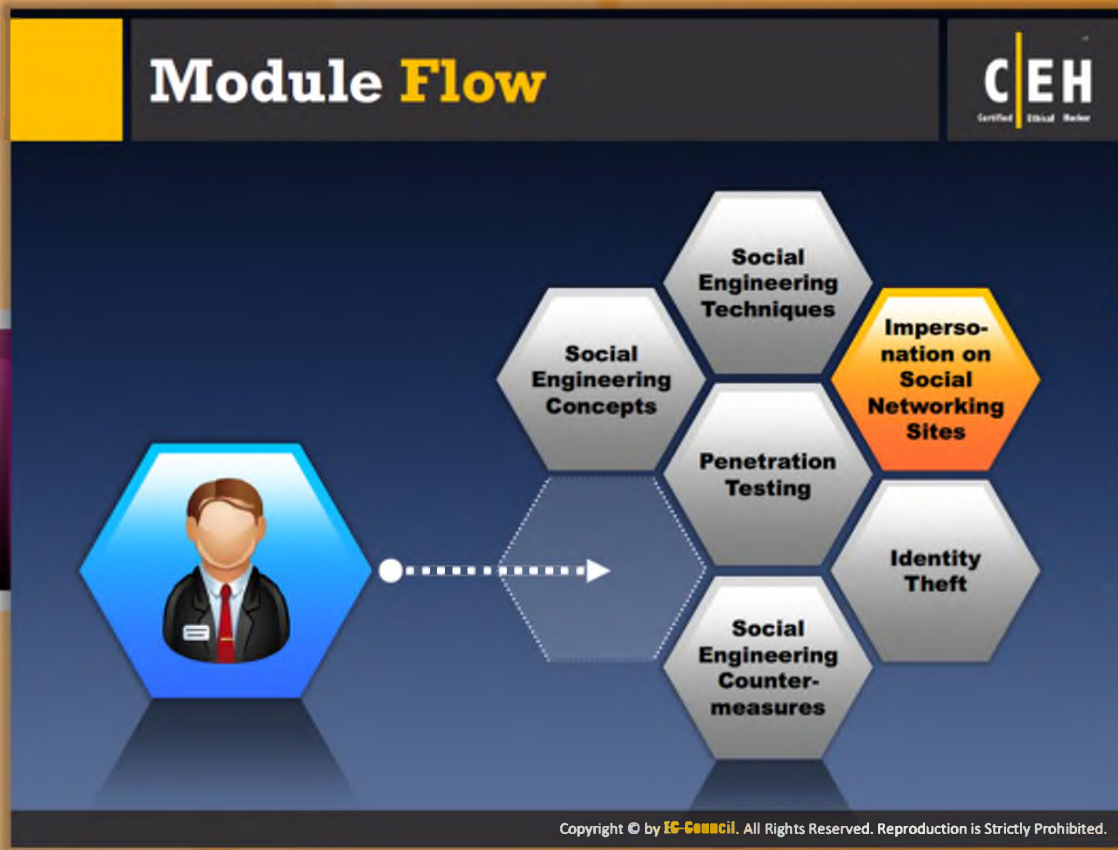 Module Flow
CEH
Certified Ethical Hacker
Social
Engineering
Techniques
Social
Engineering
Concepts
Imperso-
nation on
Social
Networking
Sites
Penetration
Testing
Identity
Theft
Social
Engineering
Counter-
measures
Copyright © by EC-Council. All Rights Reserved. Reproduction is Strictly Prohibited.